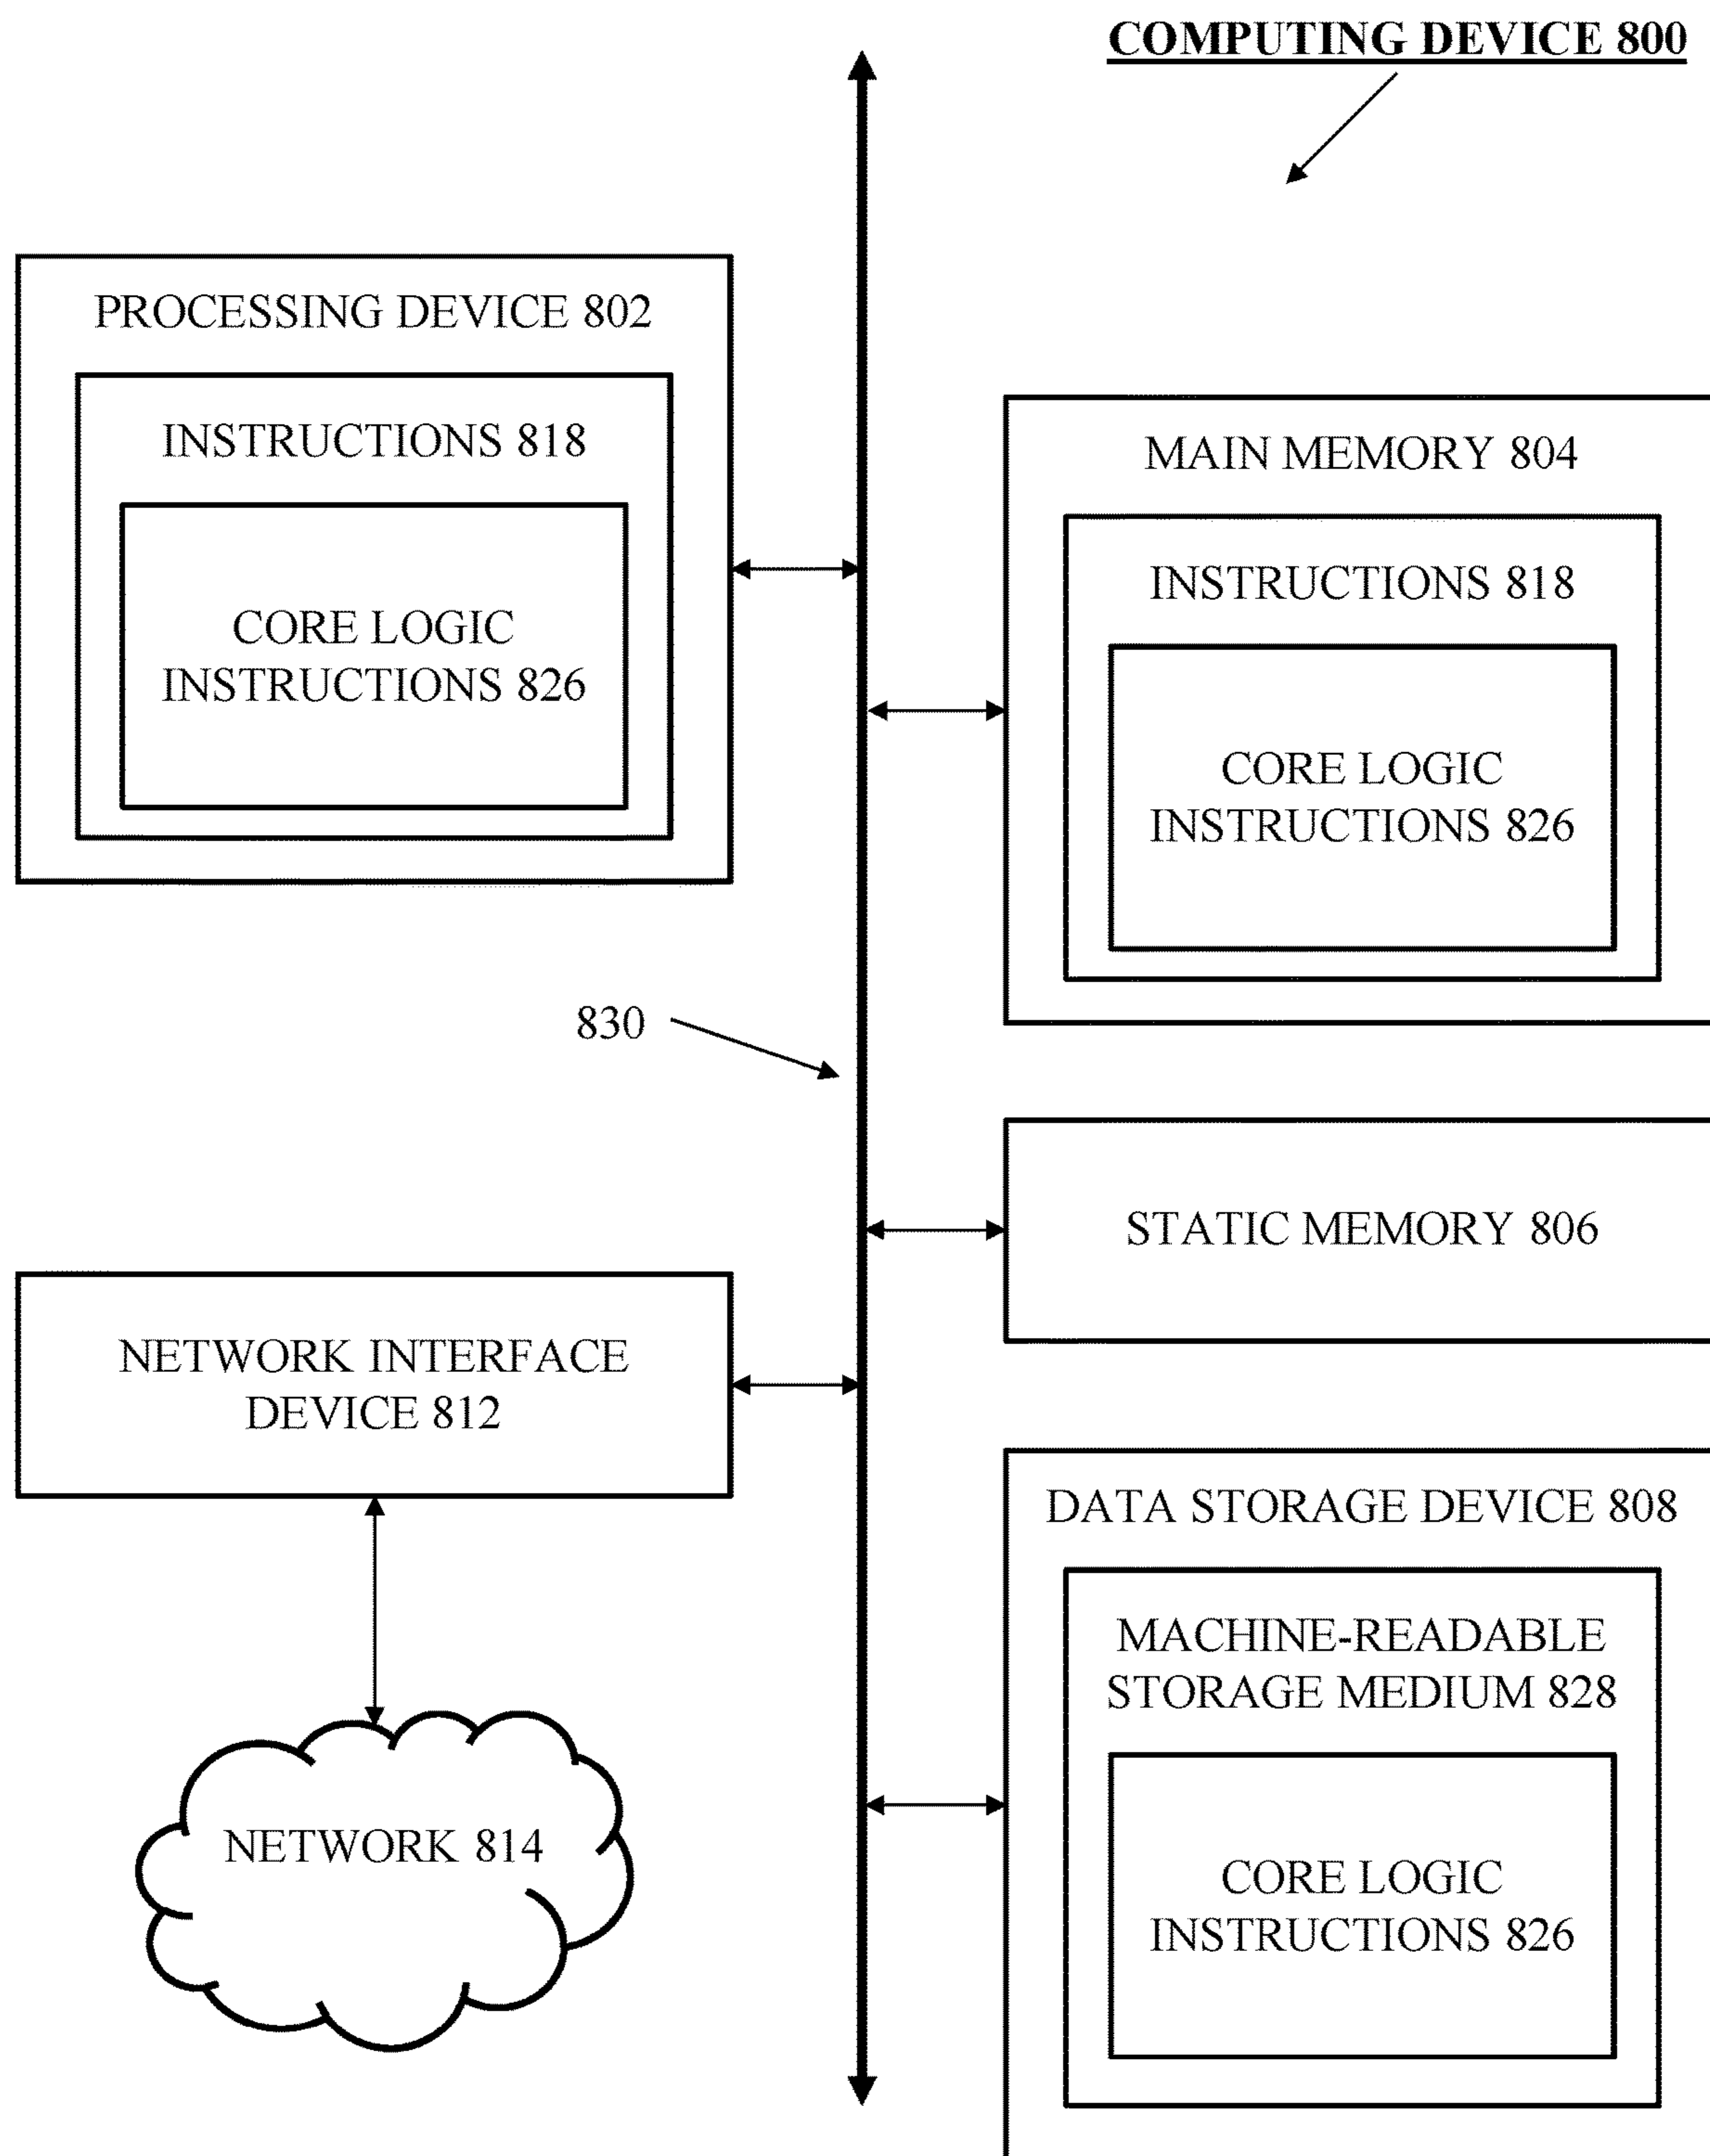 COMPUTING DEVICE 800
PROCESSING DEVICE 802
INSTRUCTIONS 818
CORE LOGIC
INSTRUCTIONS 826
MAIN MEMORY 804
INSTRUCTIONS 818
CORE LOGIC
INSTRUCTIONS 826
830
STATIC MEMORY 806
NETWORK INTERFACE
DEVICE 812
DATA STORAGE DEVICE 808
MACHINE-READABLE
STORAGE MEDIUM 828
CORE LOGIC
INSTRUCTIONS 826
NETWORK 814